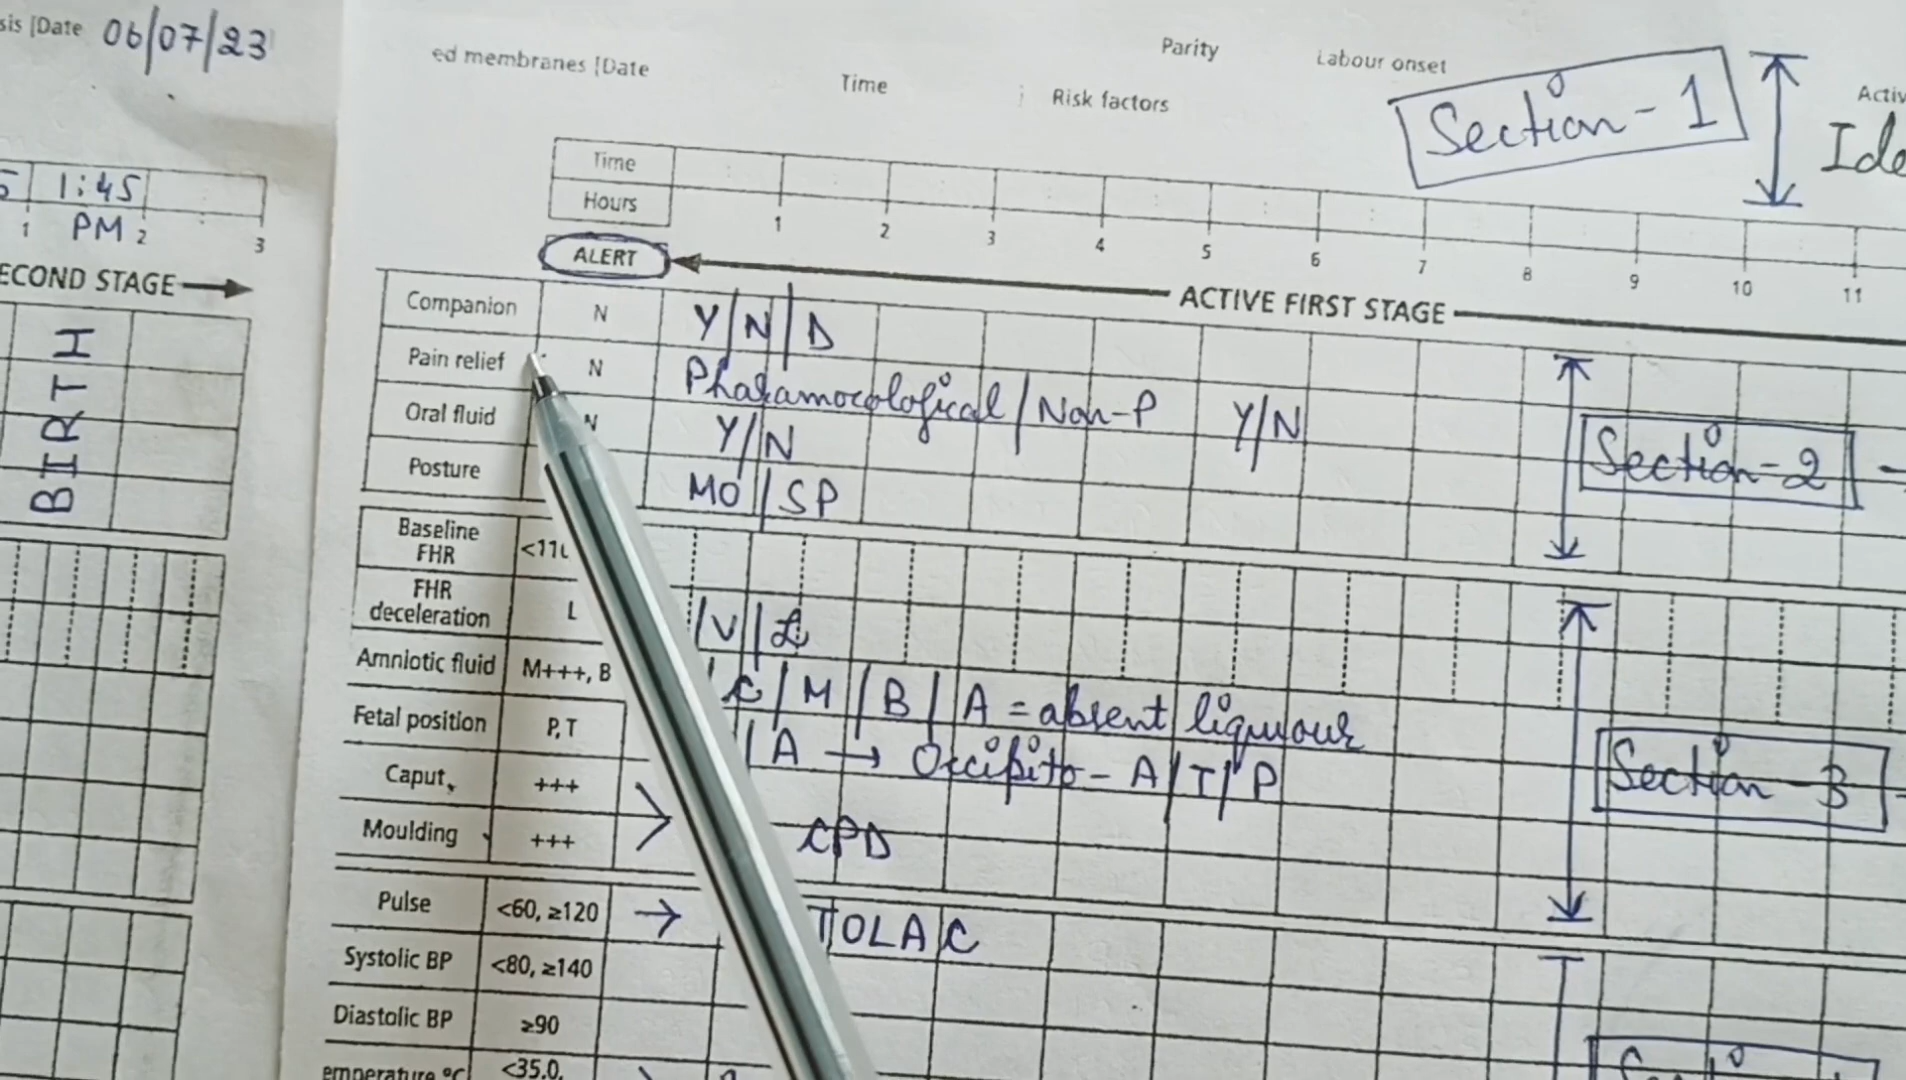 sis [Date 06/07/23
ed membranes [Date
Time
Parity
Risk factors
Labour onset
Section-1
Activ
Ide
1:45
PM
1 2 3
ECOND STAGE
BIRTH
Time
Hours
1 2 3 4 5 6 7 8 9 10 11
ALERT
ACTIVE FIRST STAGE
Companion N Y/N/D
Pain relief N Pharamocological/Non-P Y/N
Oral fluid N Y/N
Posture MO/SP
Section-2
Baseline
FHR <110
FHR
deceleration L /V/L
Amniotic fluid M+++, B /C/M/B/A = absent liquour
Fetal position P, T /A → Occipito-A/T/P
Section-3
Caput +++
Moulding +++ CPD
Pulse <60, ≥120 → TOLAC
Systolic BP <80, ≥140
Diastolic BP ≥90
emperature ºC <35.0,